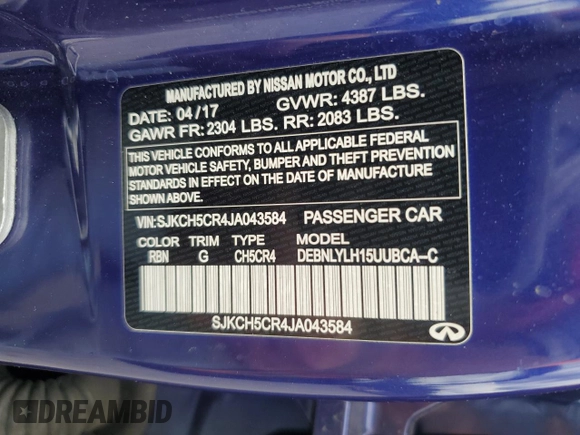 MANUFACTURED BY NISSAN MOTOR CO., LTD
DATE: 04/17 GVWR: 4387 LBS.
GAWR FR: 2304 LBS. RR: 2083 LBS.
THIS VEHICLE CONFORMS TO ALL APPLICABLE FEDERAL
MOTOR VEHICLE SAFETY, BUMPER AND THEFT PREVENTION
STANDARDS IN EFFECT ON THE DATE OF MANUFACTURE
SHOWN ABOVE.
VIN:SJKCH5CR4JA043584 PASSENGER CAR
COLOR TRIM TYPE MODEL
RBN G CH5CR4 DEBNLYLH15UUBCA-C
SJKCH5CR4JA043584
DREAMBID